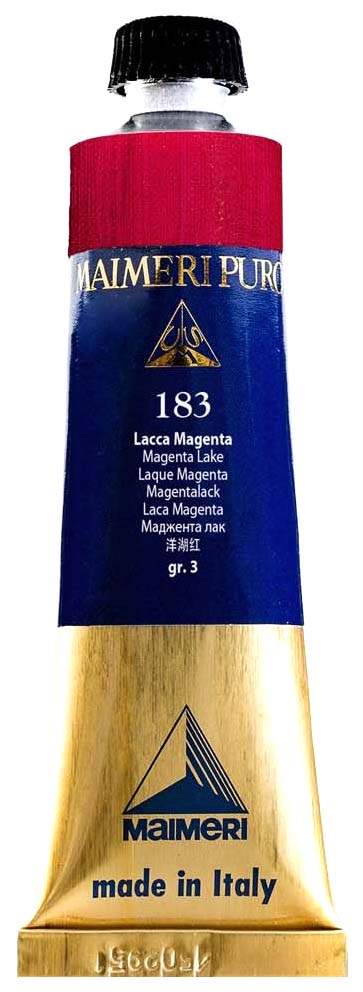 MAIMERI PURO
183
Lacca Magenta
Magenta Lake
Laque Magenta
Magentalack
Laca Magenta
Маджента лак
洋湖红
gr. 3
MAIMERI
made in Italy